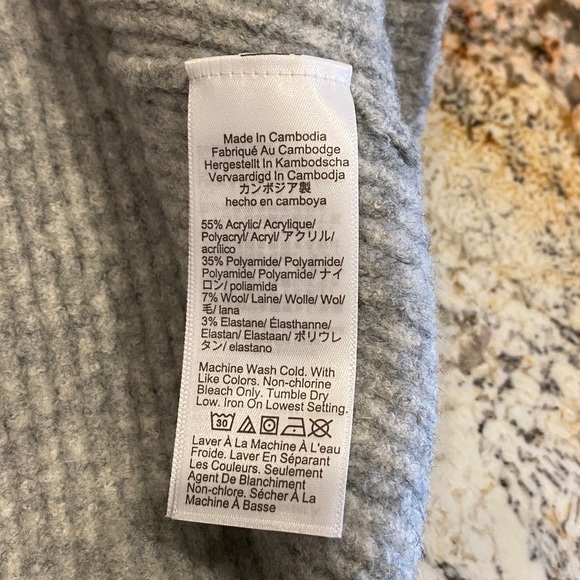 Made In Cambodia
Fabriqué Au Cambodge
Hergestellt In Kambodscha
Vervaardigd In Cambodja
カンボジア製
hecho en camboya
55% Acrylic/ Acrylique/
Polyacryl/ Acryl/ アクリル/
acrílico
35% Polyamide/ Polyamide/
Polyamide/ Polyamide/ ナイ
ロン/ poliamida
7% Wool/ Laine/ Wolle/ Wol/
毛/ lana
3% Elastane/ Élasthanne/
Elastan/ Elastaan/ ポリウレ
タン/ elastano
Machine Wash Cold. With
Like Colors. Non-chlorine
Bleach Only. Tumble Dry
Low. Iron On Lowest Setting.
30
Laver À La Machine À L'eau
Froide. Laver En Séparant
Les Couleurs. Seulement
Agent De Blanchiment
Non-chlore. Sécher À La
Machine À Basse